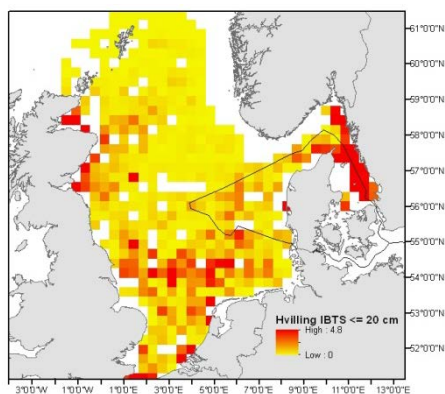 61°0'0"N
60°0'0"N
59°0'0"N
58°0'0"N
57°0'0"N
56°0'0"N
55°0'0"N
54°0'0"N
53°0'0"N
52°0'0"N
Hvilling IBTS <= 20 cm
High : 4.8
Low : 0
3°0'0"W 1°0'0"W 1°0'0"E 3°0'0"E 5°0'0"E 7°0'0"E 9°0'0"E 11°0'0"E 13°0'0"E